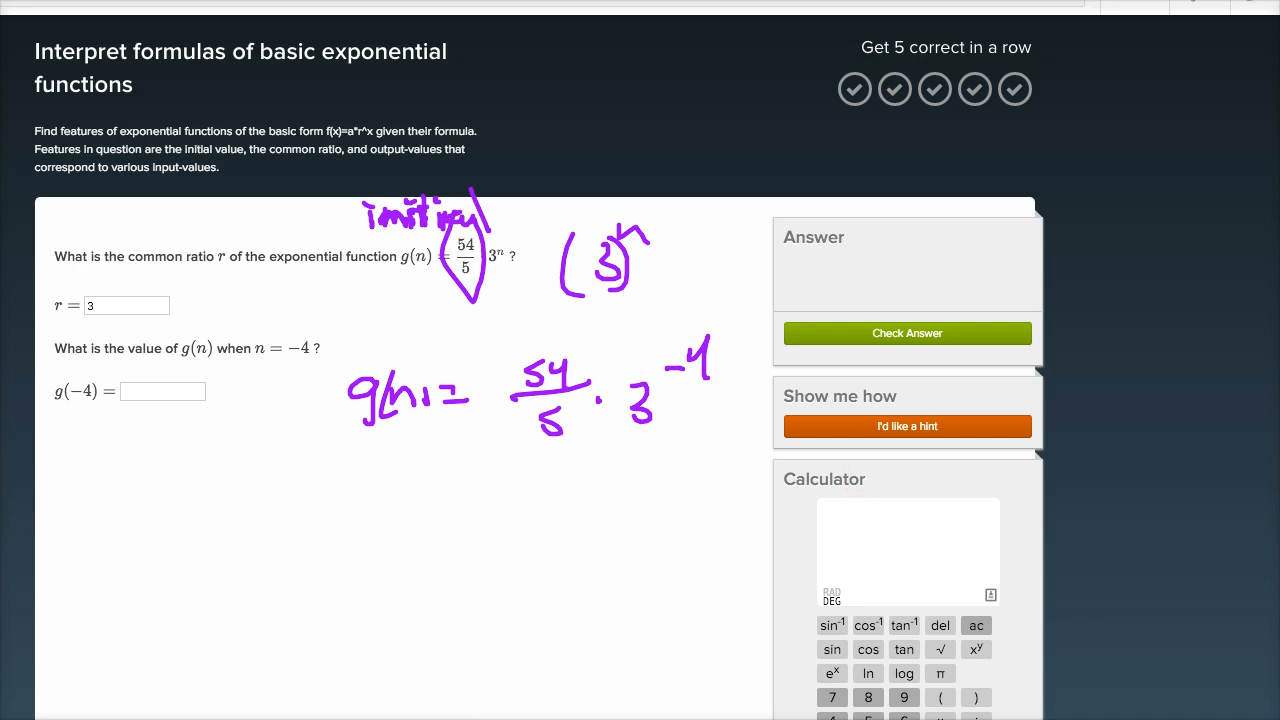 Interpret formulas of basic exponential
functions
Get 5 correct in a row
Find features of exponential functions of the basic form f(x)=a*r^x given their formula.
Features in question are the initial value, the common ratio, and output-values that
correspond to various input-values.
What is the common ratio r of the exponential function g(n) = 54/5 · 3ⁿ ?
(3)ⁿ
r = 3
What is the value of g(n) when n = −4 ?
g(−4) =
g(n) = 54/5 · 3⁻⁴
Answer
Check Answer
Show me how
I'd like a hint
Calculator
RAD
DEG
sin⁻¹ cos⁻¹ tan⁻¹ del ac
sin cos tan √ xʸ
eˣ ln log π
7 8 9 ( )